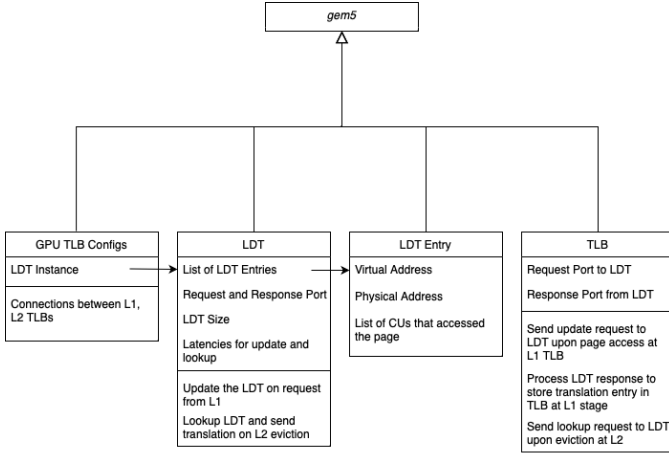 gem5
GPU TLB Configs
LDT Instance
Connections between L1,
L2 TLBs
LDT
List of LDT Entries
Request and Response Port
LDT Size
Latencies for update and
lookup
Update the LDT on request
from L1
Lookup LDT and send
translation on L2 eviction
LDT Entry
Virtual Address
Physical Address
List of CUs that accessed
the page
TLB
Request Port to LDT
Response Port from LDT
Send update request to
LDT upon page access at
L1 TLB
Process LDT response to
store translation entry in
TLB at L1 stage
Send lookup request to LDT
upon eviction at L2